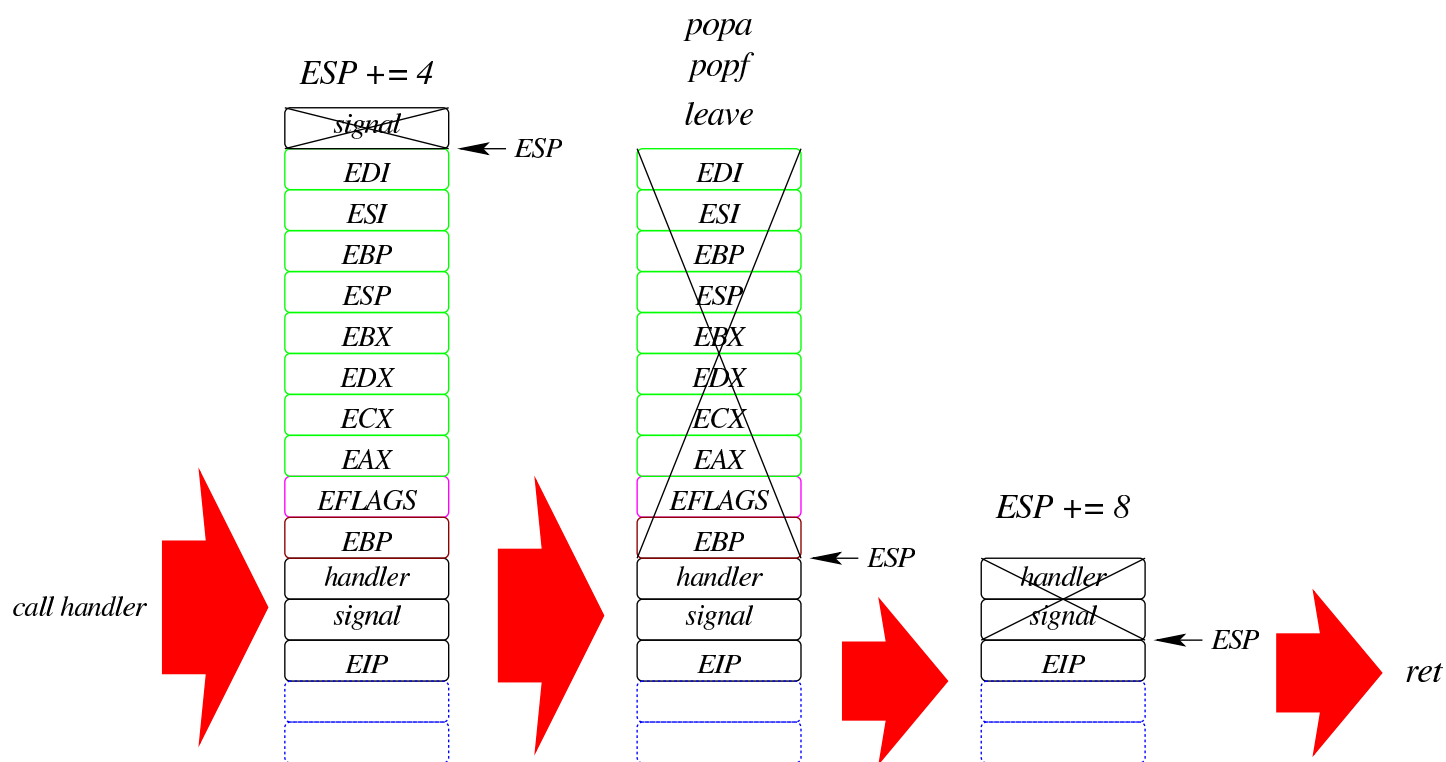 call handler
ESP += 4
signal
ESP
EDI
ESI
EBP
ESP
EBX
EDX
ECX
EAX
EFLAGS
EBP
handler
signal
EIP
popa
popf
leave
EDI
ESI
EBP
ESP
EBX
EDX
ECX
EAX
EFLAGS
EBP
ESP
handler
signal
EIP
ESP += 8
handler
signal
ESP
EIP
ret